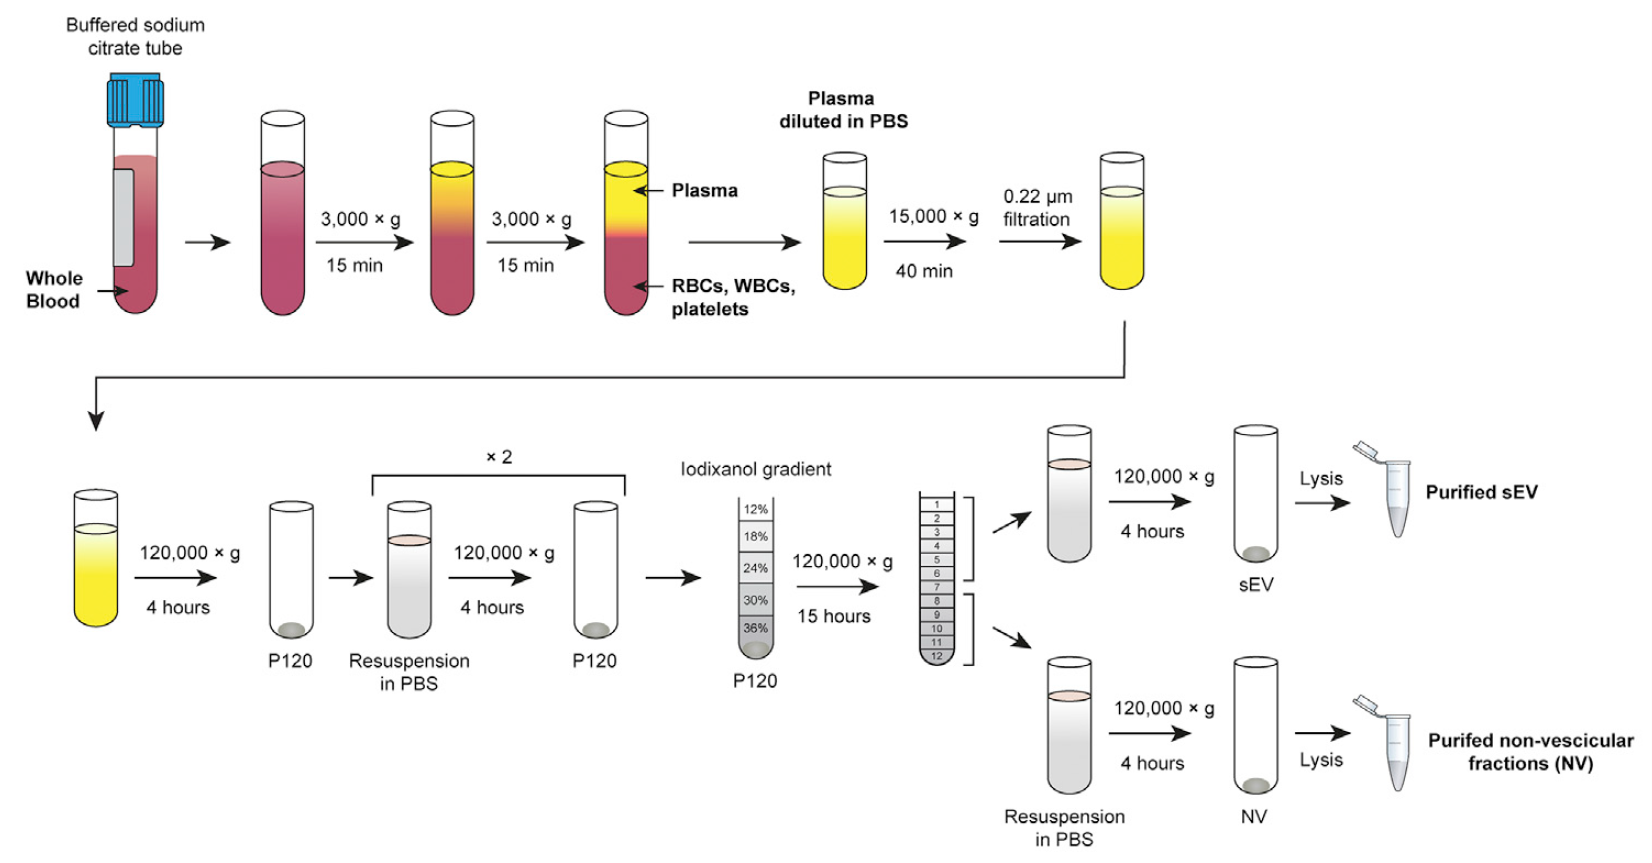 Buffered sodium
citrate tube
Whole
Blood
3,000 × g
15 min
3,000 × g
15 min
Plasma
RBCs, WBCs,
platelets
Plasma
diluted in PBS
15,000 × g
40 min
0.22 μm
filtration
120,000 × g
4 hours
P120
× 2
Resuspension
in PBS
120,000 × g
4 hours
P120
Iodixanol gradient
12%
18%
24%
30%
36%
P120
120,000 × g
15 hours
1
2
3
4
5
6
7
8
9
10
11
12
120,000 × g
4 hours
sEV
Lysis
Purified sEV
Resuspension
in PBS
120,000 × g
4 hours
NV
Lysis
Purifed non-vescicular
fractions (NV)